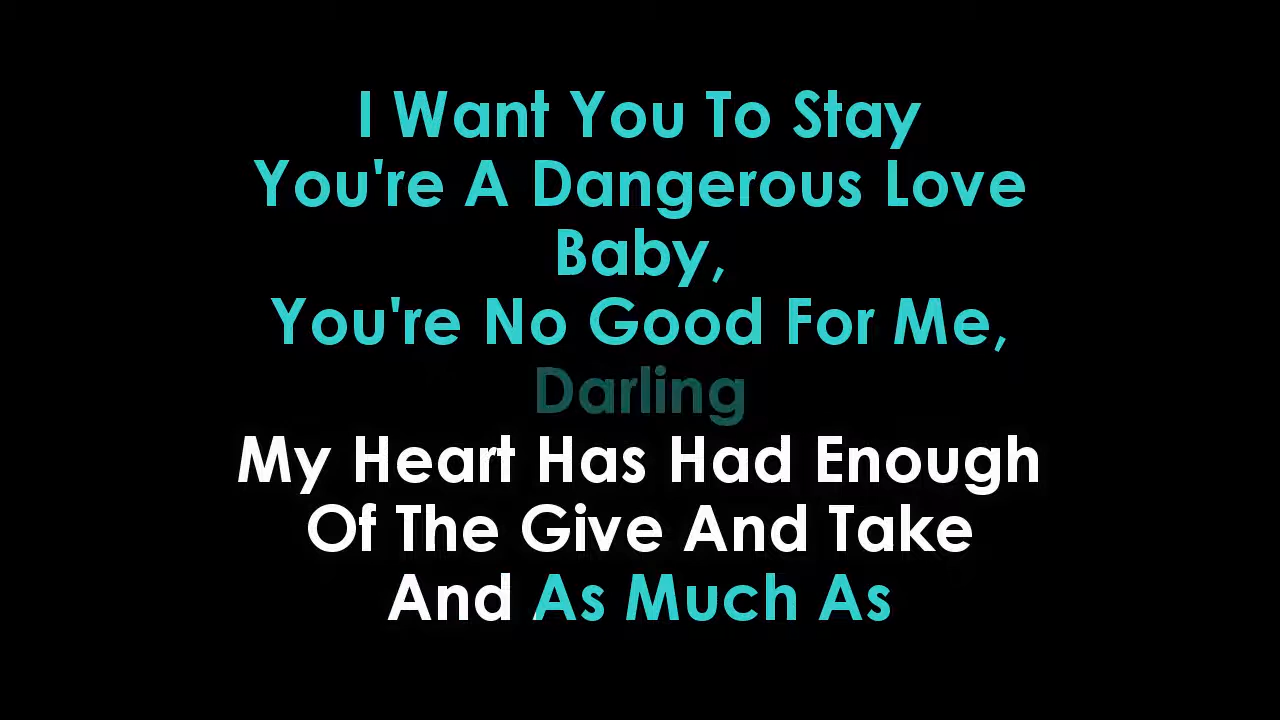 I Want You To Stay
You're A Dangerous Love
Baby,
You're No Good For Me,
Darling
My Heart Has Had Enough
Of The Give And Take
And As Much As